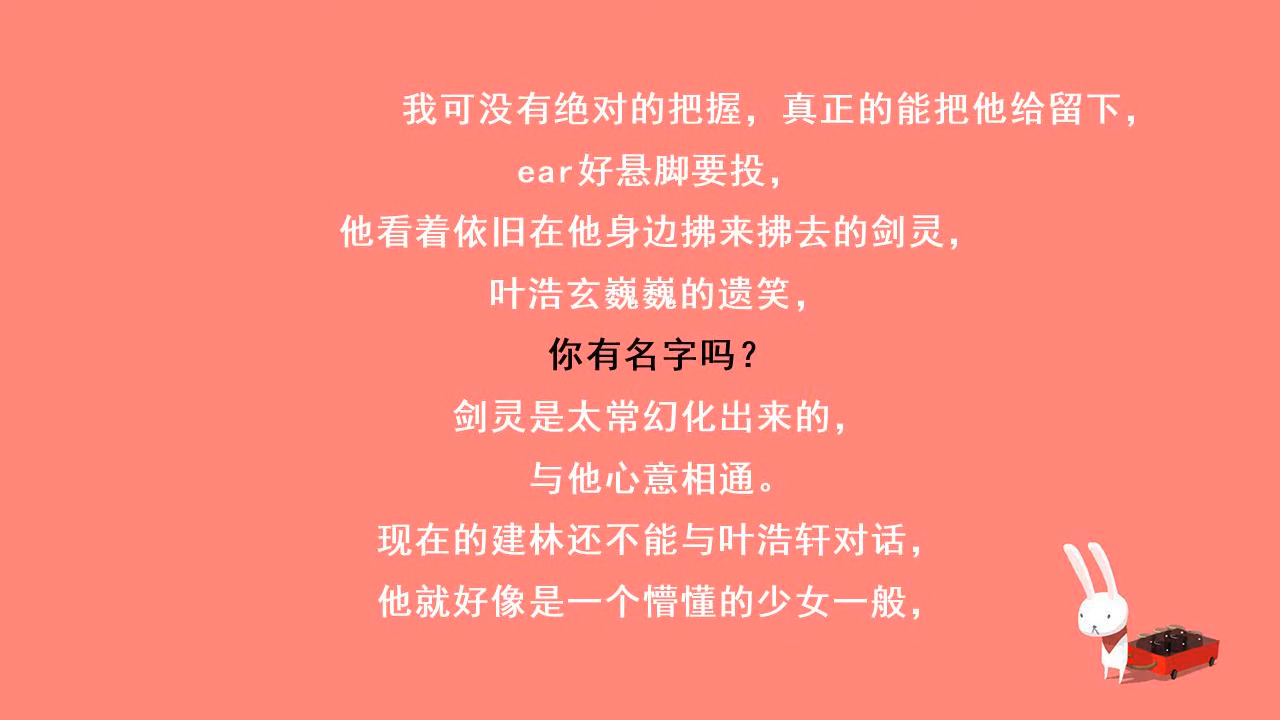 我可没有绝对的把握，真正的能把他给留下，
ear好悬脚要投，
他看着依旧在他身边拂来拂去的剑灵，
叶浩玄巍巍的遗笑，
你有名字吗？
剑灵是太常幻化出来的，
与他心意相通。
现在的建林还不能与叶浩轩对话，
他就好像是一个懵懂的少女一般，